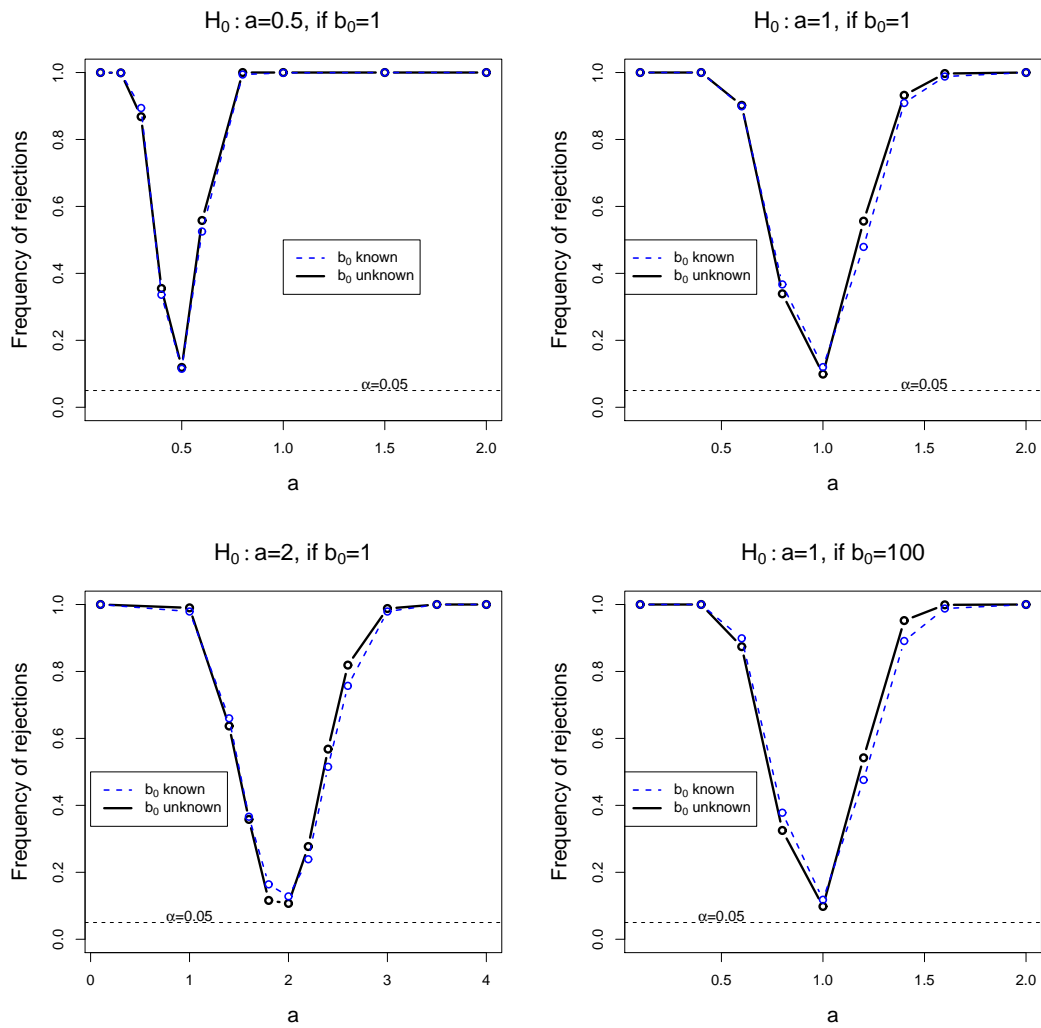 H₀ : a=0.5, if b₀=1
Frequency of rejections
1.0
0.8
0.6
0.4
0.2
0.0
b₀ known
b₀ unknown
α=0.05
0.5 1.0 1.5 2.0
a
H₀ : a=1, if b₀=1
Frequency of rejections
1.0
0.8
0.6
0.4
0.2
0.0
b₀ known
b₀ unknown
α=0.05
0.5 1.0 1.5 2.0
a
H₀ : a=2, if b₀=1
Frequency of rejections
1.0
0.8
0.6
0.4
0.2
0.0
b₀ known
b₀ unknown
α=0.05
0 1 2 3 4
a
H₀ : a=1, if b₀=100
Frequency of rejections
1.0
0.8
0.6
0.4
0.2
0.0
b₀ known
b₀ unknown
α=0.05
0.5 1.0 1.5 2.0
a